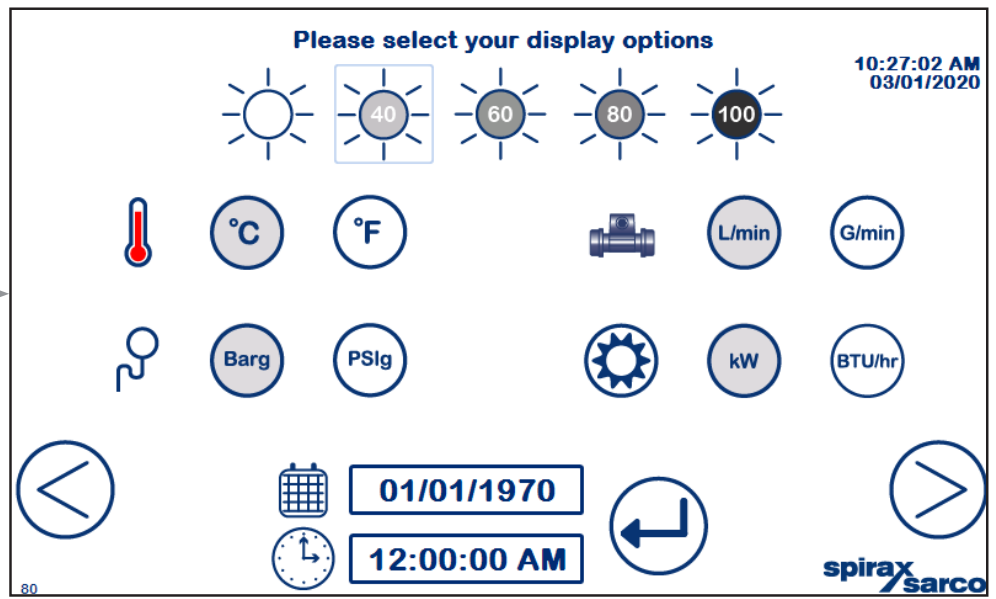 Please select your display options
10:27:02 AM
03/01/2020
40 60 80 100
°C °F L/min G/min
Barg PSIg kW BTU/hr
01/01/1970
12:00:00 AM
80
spirax
sarco